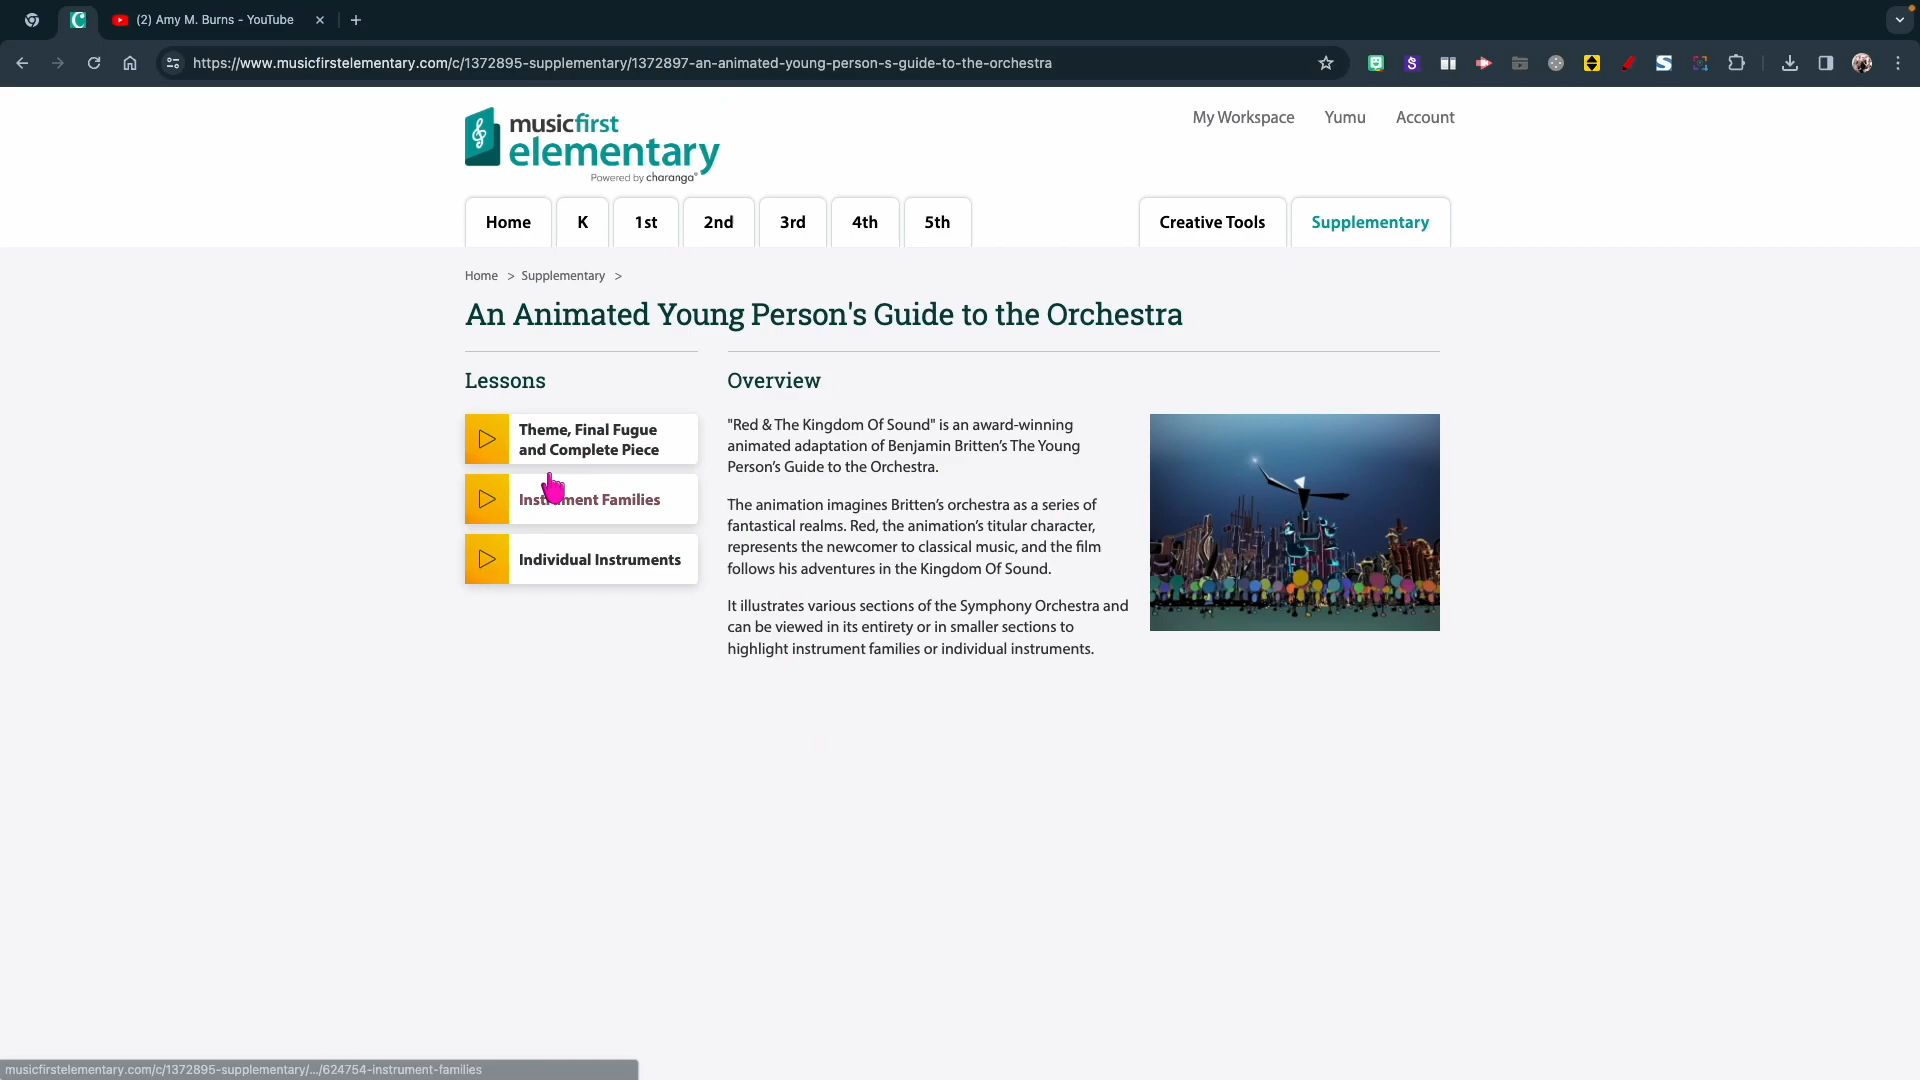 (2) Amy M. Burns - YouTube
https://www.musicfirstelementary.com/c/1372895-supplementary/1372897-an-animated-young-person-s-guide-to-the-orchestra
musicfirst
elementary
Powered by charanga
My Workspace Yumu Account
Home K 1st 2nd 3rd 4th 5th Creative Tools Supplementary
Home > Supplementary >
An Animated Young Person's Guide to the Orchestra
Lessons
Theme, Final Fugue
and Complete Piece
Instrument Families
Individual Instruments
Overview
"Red & The Kingdom Of Sound" is an award-winning
animated adaptation of Benjamin Britten’s The Young
Person’s Guide to the Orchestra.
The animation imagines Britten’s orchestra as a series of
fantastical realms. Red, the animation’s titular character,
represents the newcomer to classical music, and the film
follows his adventures in the Kingdom Of Sound.
It illustrates various sections of the Symphony Orchestra and
can be viewed in its entirety or in smaller sections to
highlight instrument families or individual instruments.
musicfirstelementary.com/c/1372895-supplementary/.../624754-instrument-families